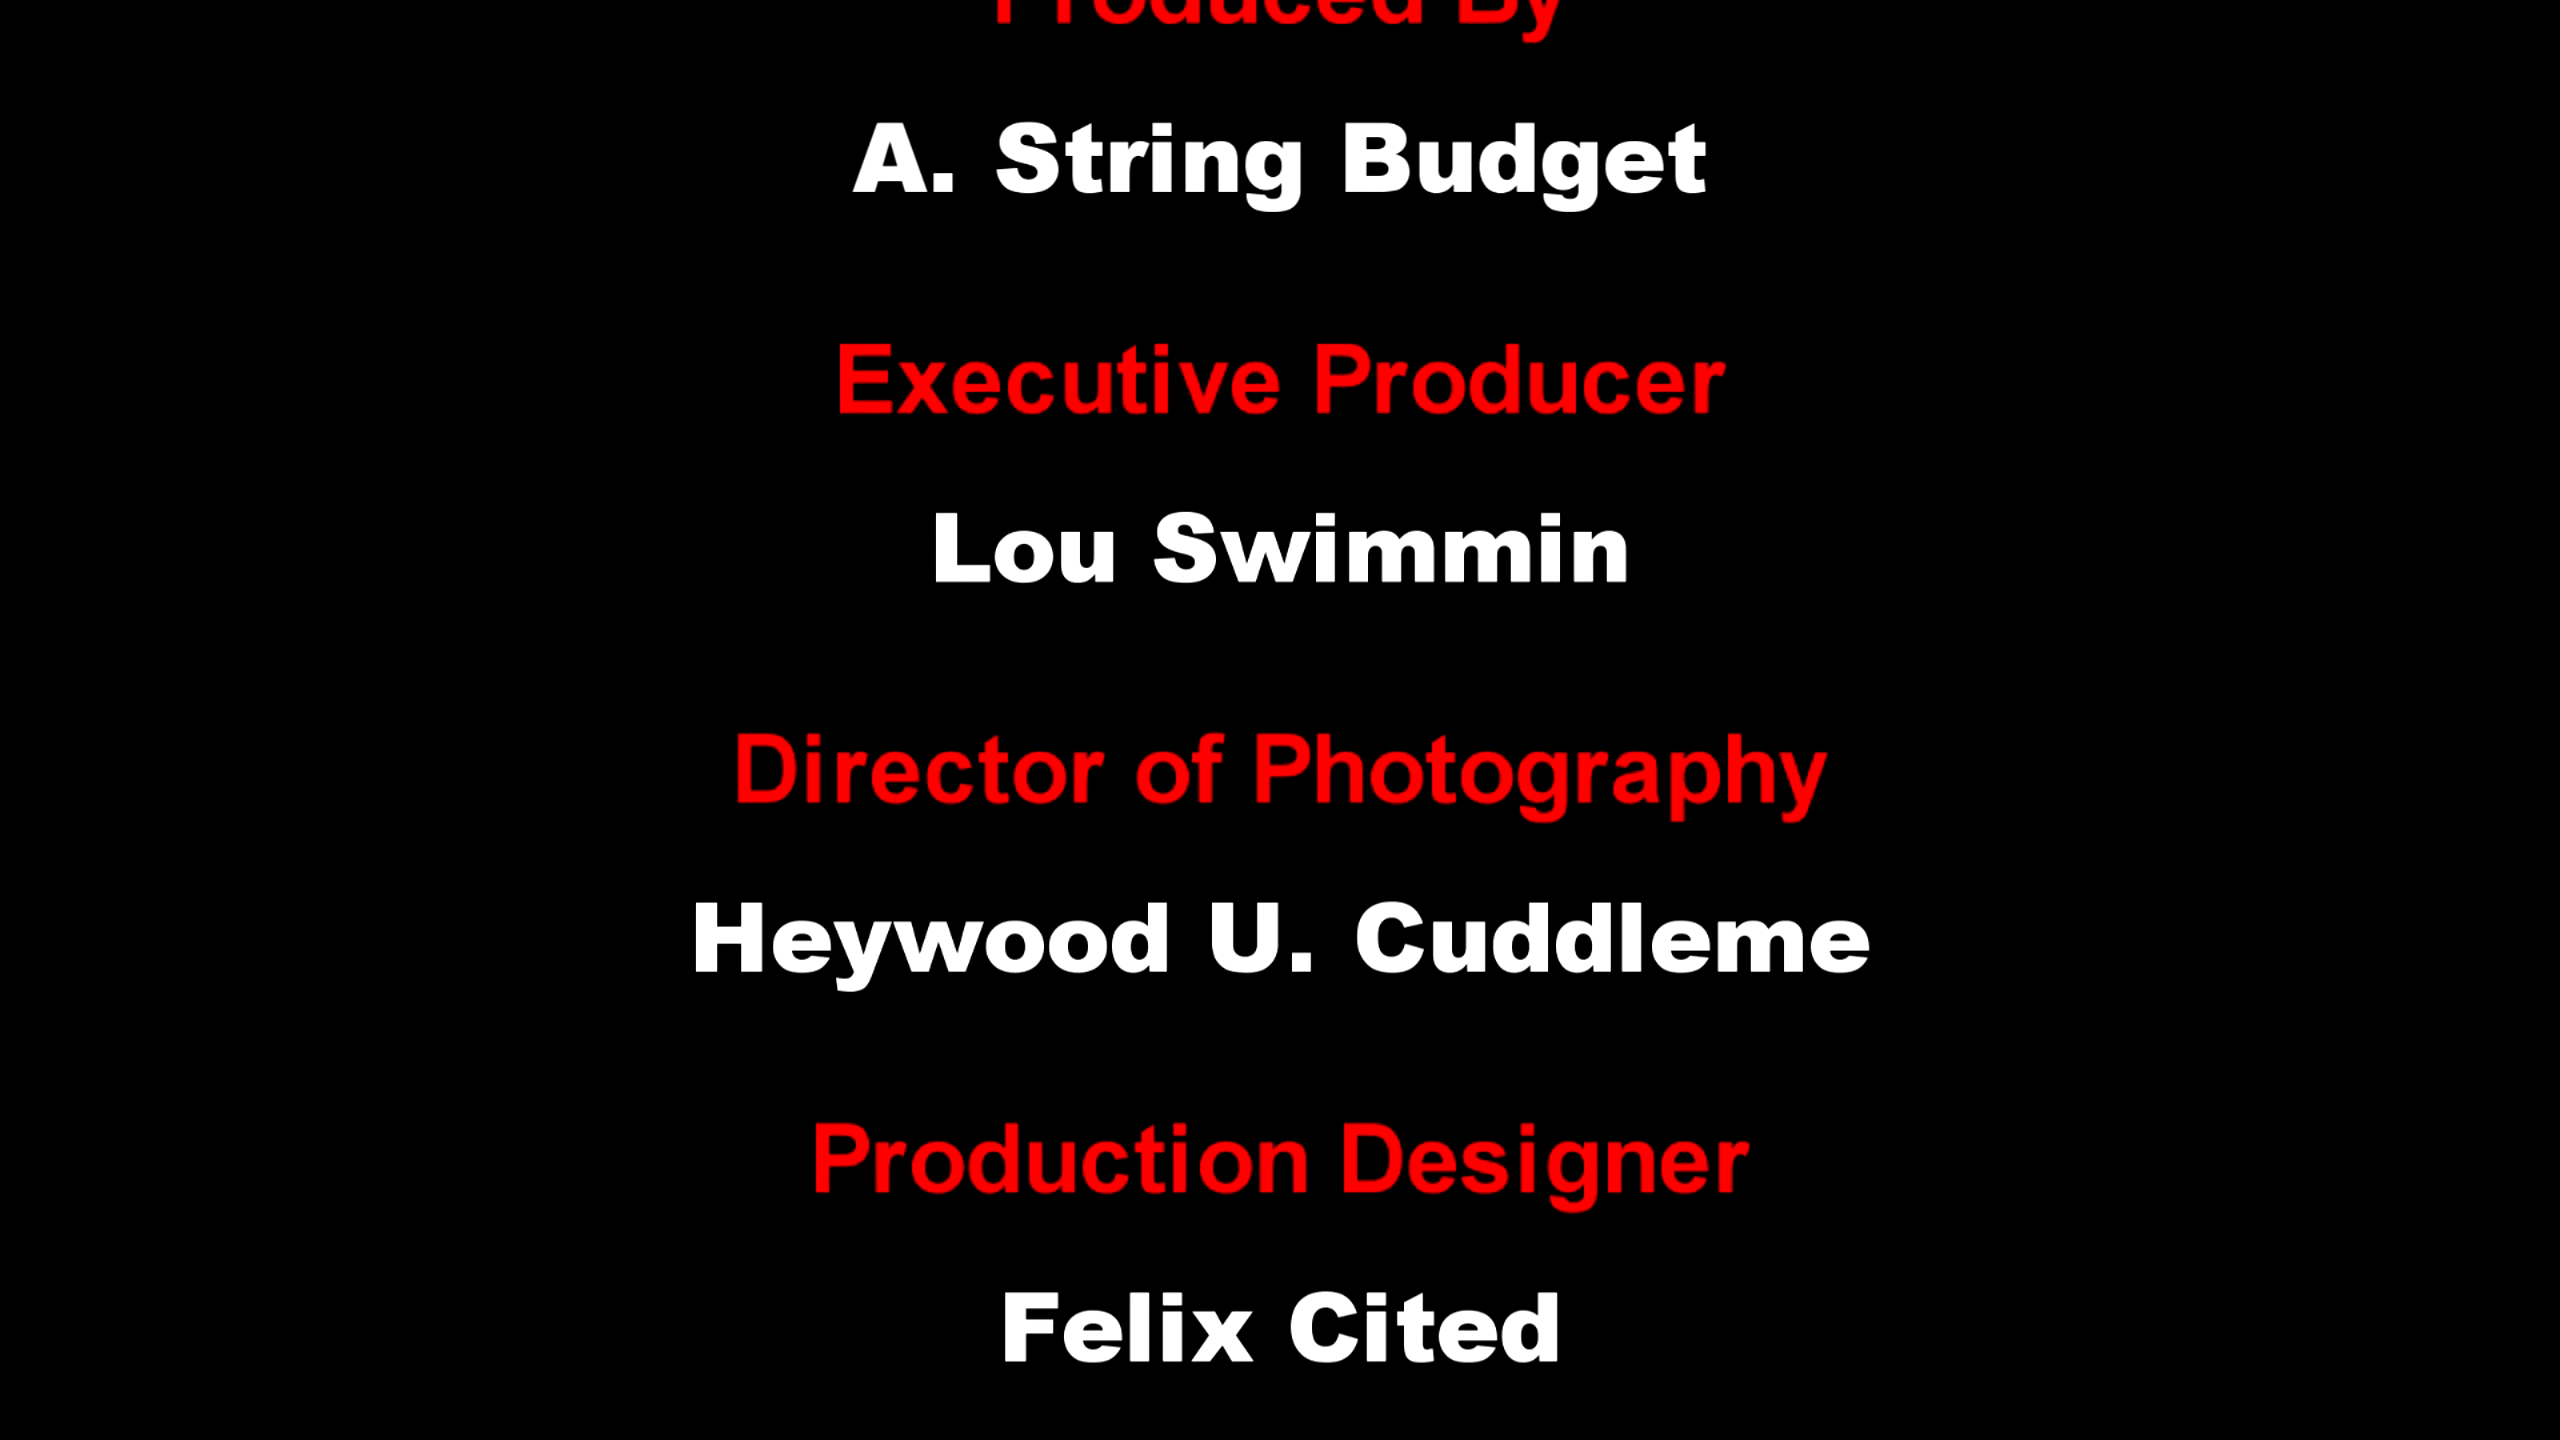 Produced By
A. String Budget
Executive Producer
Lou Swimmin
Director of Photography
Heywood U. Cuddleme
Production Designer
Felix Cited